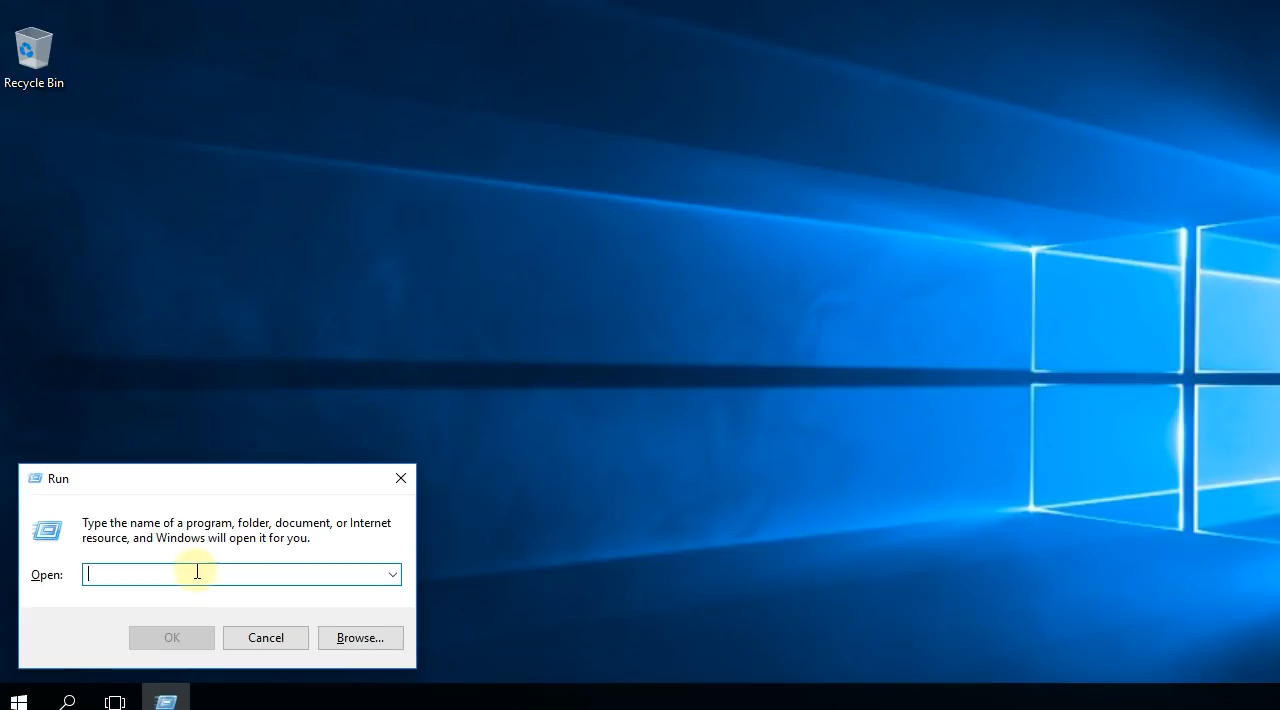 Recycle Bin
Run
Type the name of a program, folder, document, or Internet
resource, and Windows will open it for you.
Open:
OK
Cancel
Browse...